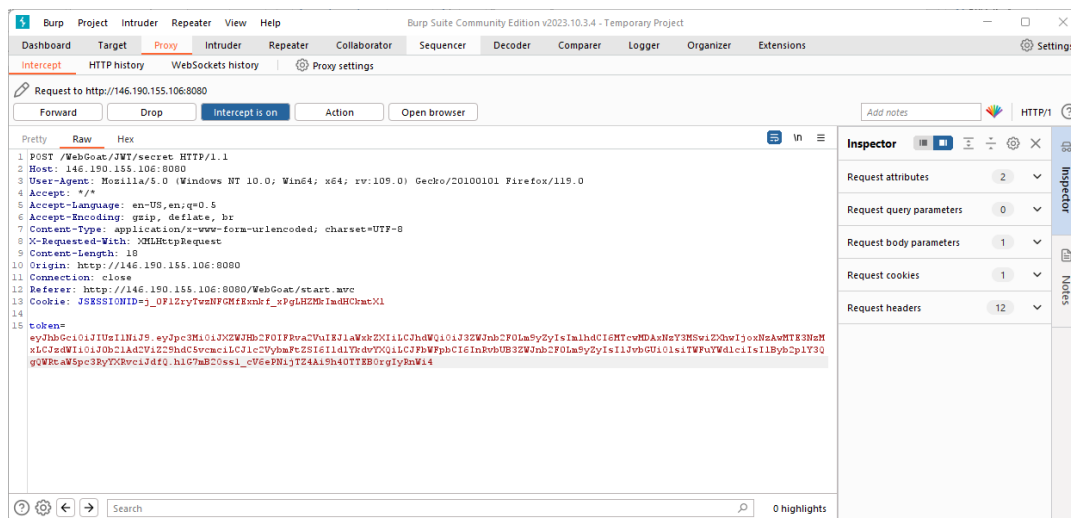 Burp Project Intruder Repeater View Help
Burp Suite Community Edition v2023.10.3.4 - Temporary Project
Dashboard Target Proxy Intruder Repeater Collaborator Sequencer Decoder Comparer Logger Organizer Extensions Settings
Intercept HTTP history WebSockets history Proxy settings
Request to http://146.190.155.106:8080
Forward Drop Intercept is on Action Open browser Add notes HTTP/1
Pretty Raw Hex \n
Inspector
1 POST /WebGoat/JWT/secret HTTP/1.1
2 Host: 146.190.155.106:8080
3 User-Agent: Mozilla/5.0 (Windows NT 10.0; Win64; x64; rv:109.0) Gecko/20100101 Firefox/119.0
4 Accept: */*
5 Accept-Language: en-US,en;q=0.5
6 Accept-Encoding: gzip, deflate, br
7 Content-Type: application/x-www-form-urlencoded; charset=UTF-8
8 X-Requested-With: XMLHttpRequest
9 Content-Length: 18
10 Origin: http://146.190.155.106:8080
11 Connection: close
12 Referer: http://146.190.155.106:8080/WebGoat/start.mvc
13 Cookie: JSESSIONID=
14
15 token=
Request attributes 2
Request query parameters 0
Request body parameters 1
Request cookies 1
Request headers 12
Inspector
Notes
Search
0 highlights